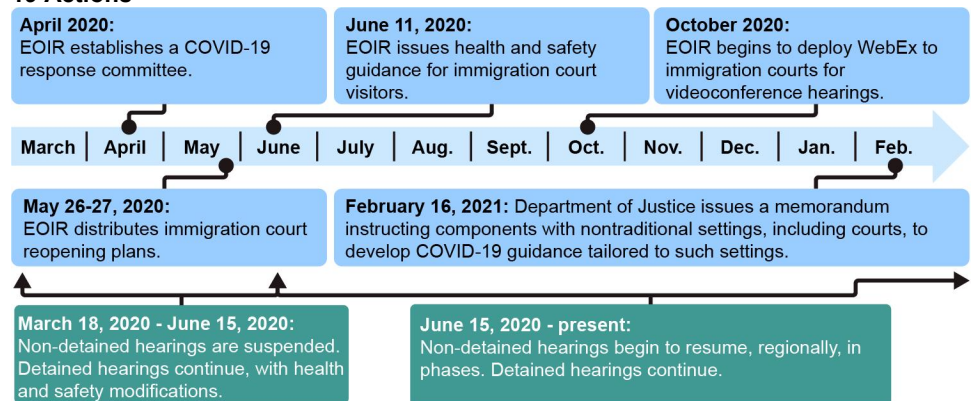 19 Actions
April 2020:
EOIR establishes a COVID-19
response committee.
June 11, 2020:
EOIR issues health and safety
guidance for immigration court
visitors.
October 2020:
EOIR begins to deploy WebEx to
immigration courts for
videoconference hearings.
March April May June July Aug. Sept. Oct. Nov. Dec. Jan. Feb.
May 26-27, 2020:
EOIR distributes immigration court
reopening plans.
February 16, 2021: Department of Justice issues a memorandum
instructing components with nontraditional settings, including courts, to
develop COVID-19 guidance tailored to such settings.
March 18, 2020 - June 15, 2020:
Non-detained hearings are suspended.
Detained hearings continue, with health
and safety modifications.
June 15, 2020 - present:
Non-detained hearings begin to resume, regionally, in
phases. Detained hearings continue.